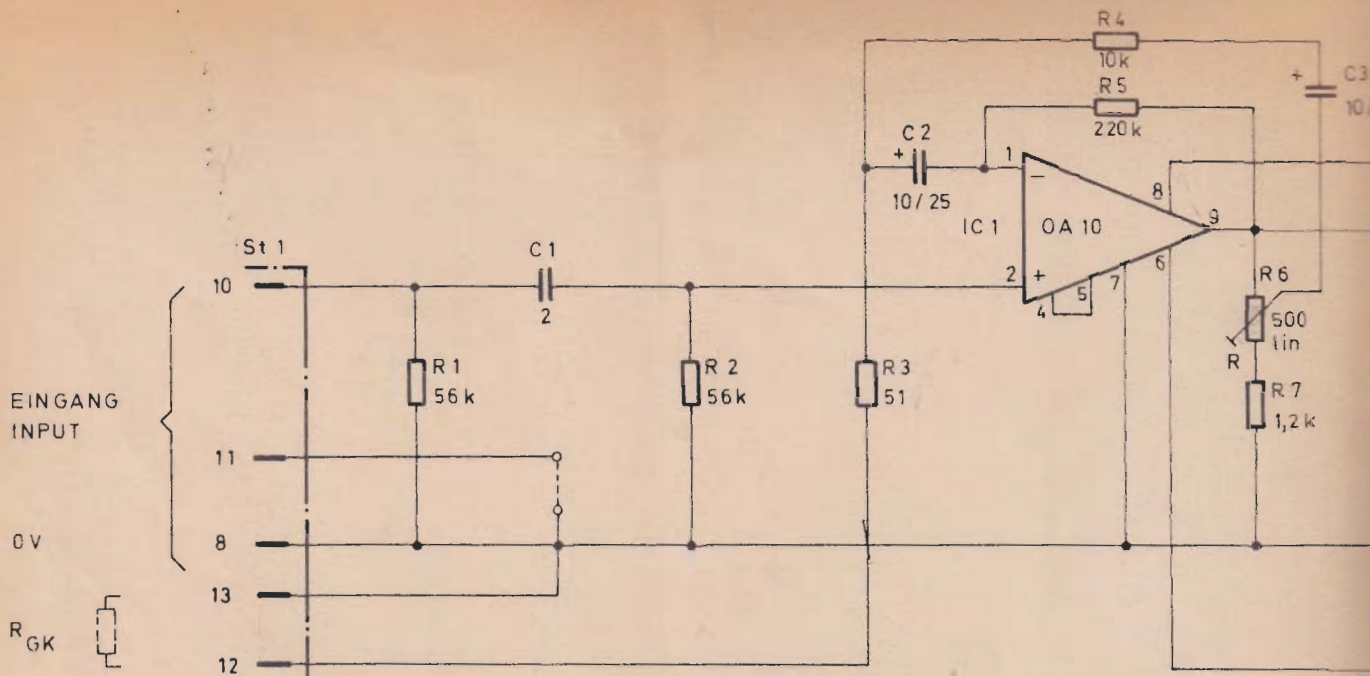 R4
10k
R5
220k
C3
+
10/
C2
+
10/25
1
−
8
IC1
OA10
9
2
+
4
5
7
6
R6
500
lin
R
R7
1,2k
St 1
10
C1
2
R1
56k
R2
56k
R3
51
EINGANG
INPUT
11
0V
8
13
R GK
12